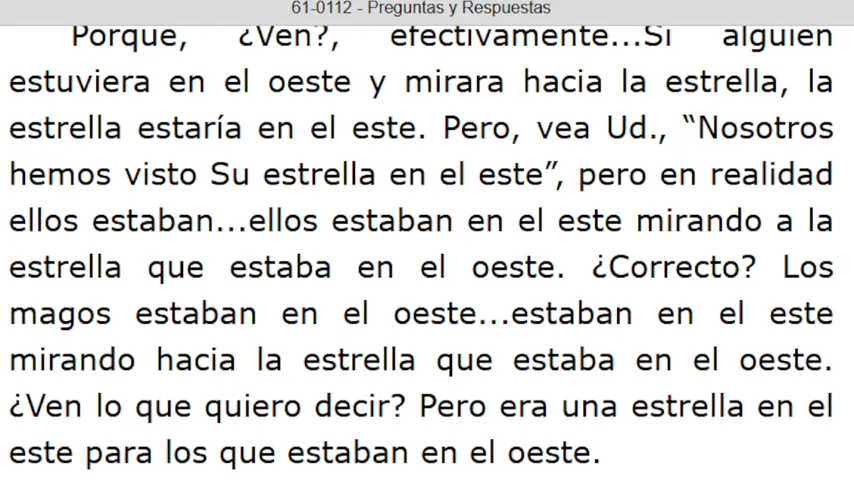 61-0112 - Preguntas y Respuestas
Porque, ¿Ven?, efectivamente...Si alguien
estuviera en el oeste y mirara hacia la estrella, la
estrella estaría en el este. Pero, vea Ud., “Nosotros
hemos visto Su estrella en el este”, pero en realidad
ellos estaban...ellos estaban en el este mirando a la
estrella que estaba en el oeste. ¿Correcto? Los
magos estaban en el oeste...estaban en el este
mirando hacia la estrella que estaba en el oeste.
¿Ven lo que quiero decir? Pero era una estrella en el
este para los que estaban en el oeste.